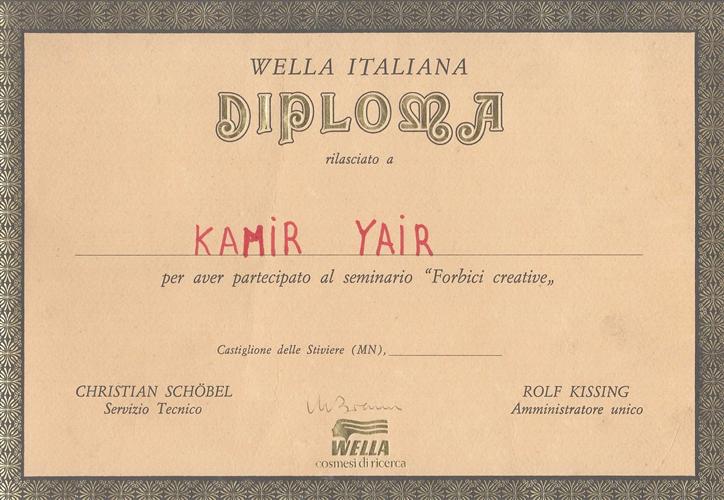 WELLA ITALIANA
DIPLOMA
rilasciato a
KAMiR YAiR
per aver partecipato al seminario “Forbici creative„
Castiglione delle Stiviere (MN),
CHRISTIAN SCHÖBEL
Servizio Tecnico
ROLF KISSING
Amministratore unico
WELLA
cosmesi di ricerca